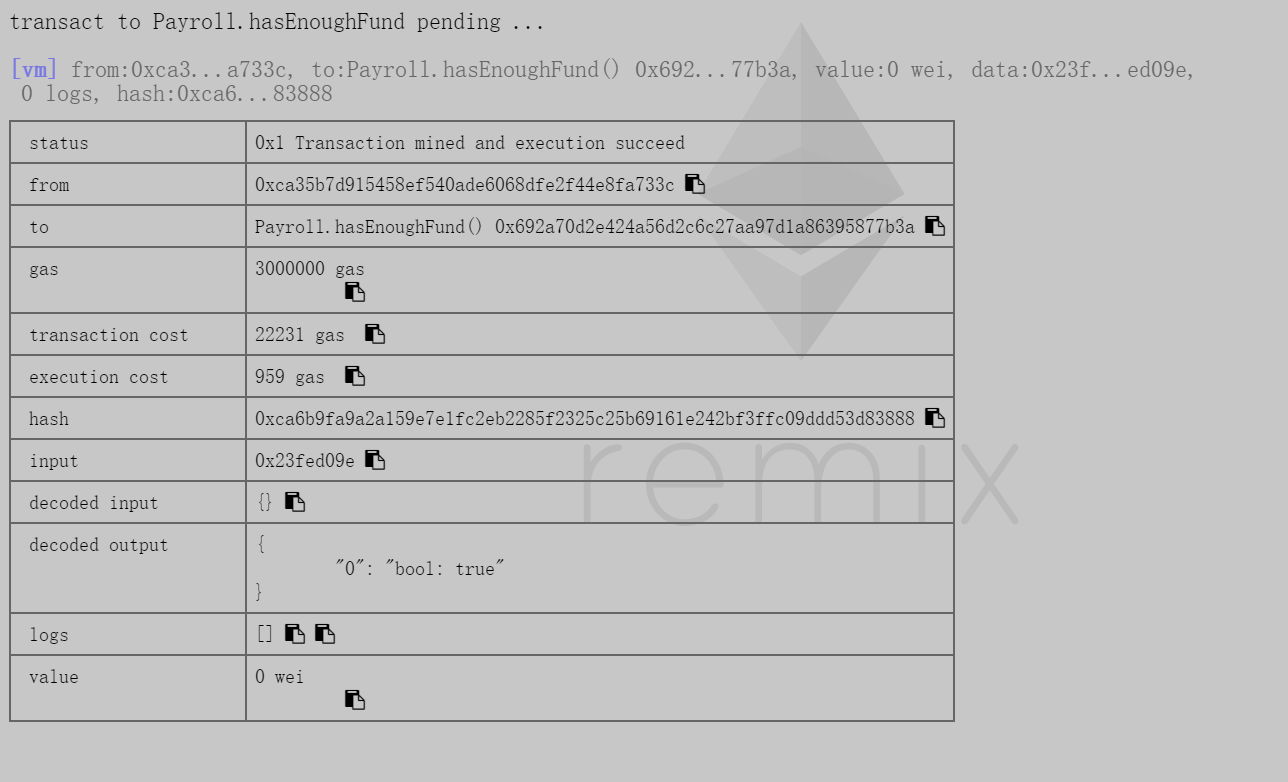 transact to Payroll.hasEnoughFund pending ...
[vm] from:0xca3...a733c, to:Payroll.hasEnoughFund() 0x692...77b3a, value:0 wei, data:0x23f...ed09e,
0 logs, hash:0xca6...83888
status 0x1 Transaction mined and execution succeed
from 0xca35b7d915458ef540ade6068dfe2f44e8fa733c
to Payroll.hasEnoughFund() 0x692a70d2e424a56d2c6c27aa97d1a86395877b3a
gas 3000000 gas
transaction cost 22231 gas
execution cost 959 gas
hash 0xca6b9fa9a2a159e7e1fc2eb2285f2325c25b69161e242bf3ffc09ddd53d83888
input 0x23fed09e
decoded input {}
decoded output {
"0": "bool: true"
}
logs []
value 0 wei
remix